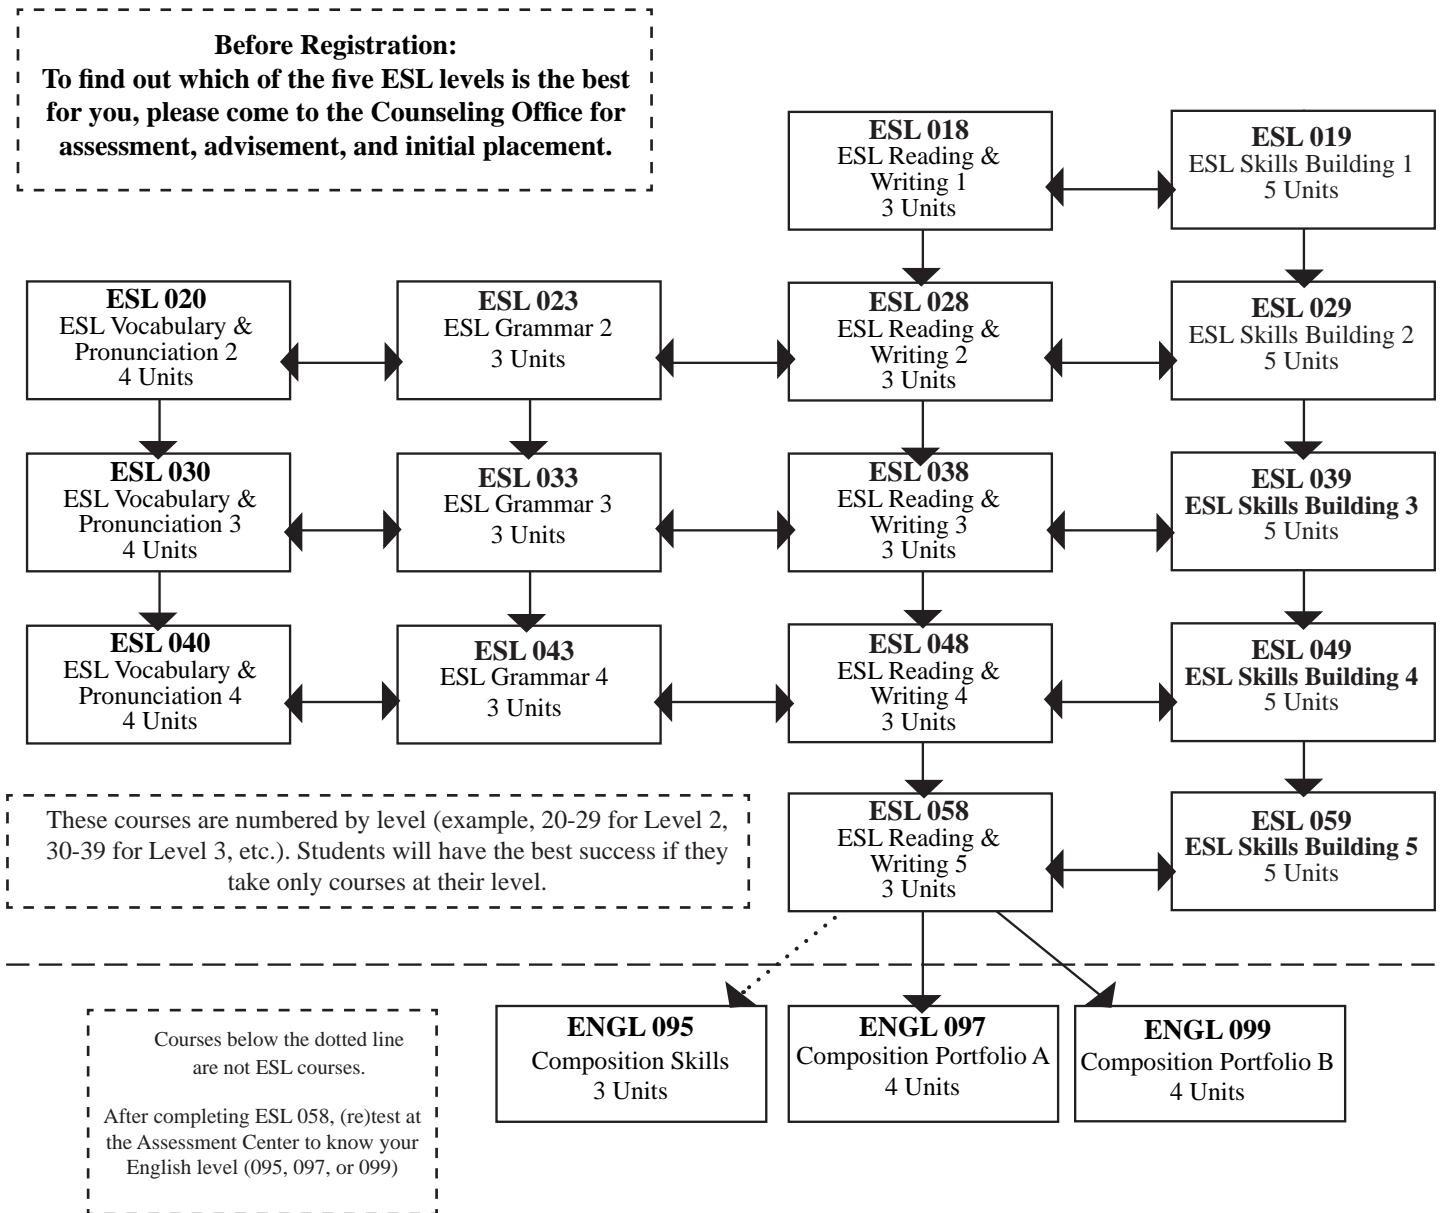 Before Registration:
To find out which of the five ESL levels is the best
for you, please come to the Counseling Office for
assessment, advisement, and initial placement.
ESL 018
ESL Reading &
Writing 1
3 Units
ESL 019
ESL Skills Building 1
5 Units
ESL 020
ESL Vocabulary &
Pronunciation 2
4 Units
ESL 023
ESL Grammar 2
3 Units
ESL 028
ESL Reading &
Writing 2
3 Units
ESL 029
ESL Skills Building 2
5 Units
ESL 030
ESL Vocabulary &
Pronunciation 3
4 Units
ESL 033
ESL Grammar 3
3 Units
ESL 038
ESL Reading &
Writing 3
3 Units
ESL 039
ESL Skills Building 3
5 Units
ESL 040
ESL Vocabulary &
Pronunciation 4
4 Units
ESL 043
ESL Grammar 4
3 Units
ESL 048
ESL Reading &
Writing 4
3 Units
ESL 049
ESL Skills Building 4
5 Units
These courses are numbered by level (example, 20-29 for Level 2,
30-39 for Level 3, etc.). Students will have the best success if they
take only courses at their level.
ESL 058
ESL Reading &
Writing 5
3 Units
ESL 059
ESL Skills Building 5
5 Units
Courses below the dotted line
are not ESL courses.
After completing ESL 058, (re)test at
the Assessment Center to know your
English level (095, 097, or 099)
ENGL 095
Composition Skills
3 Units
ENGL 097
Composition Portfolio A
4 Units
ENGL 099
Composition Portfolio B
4 Units